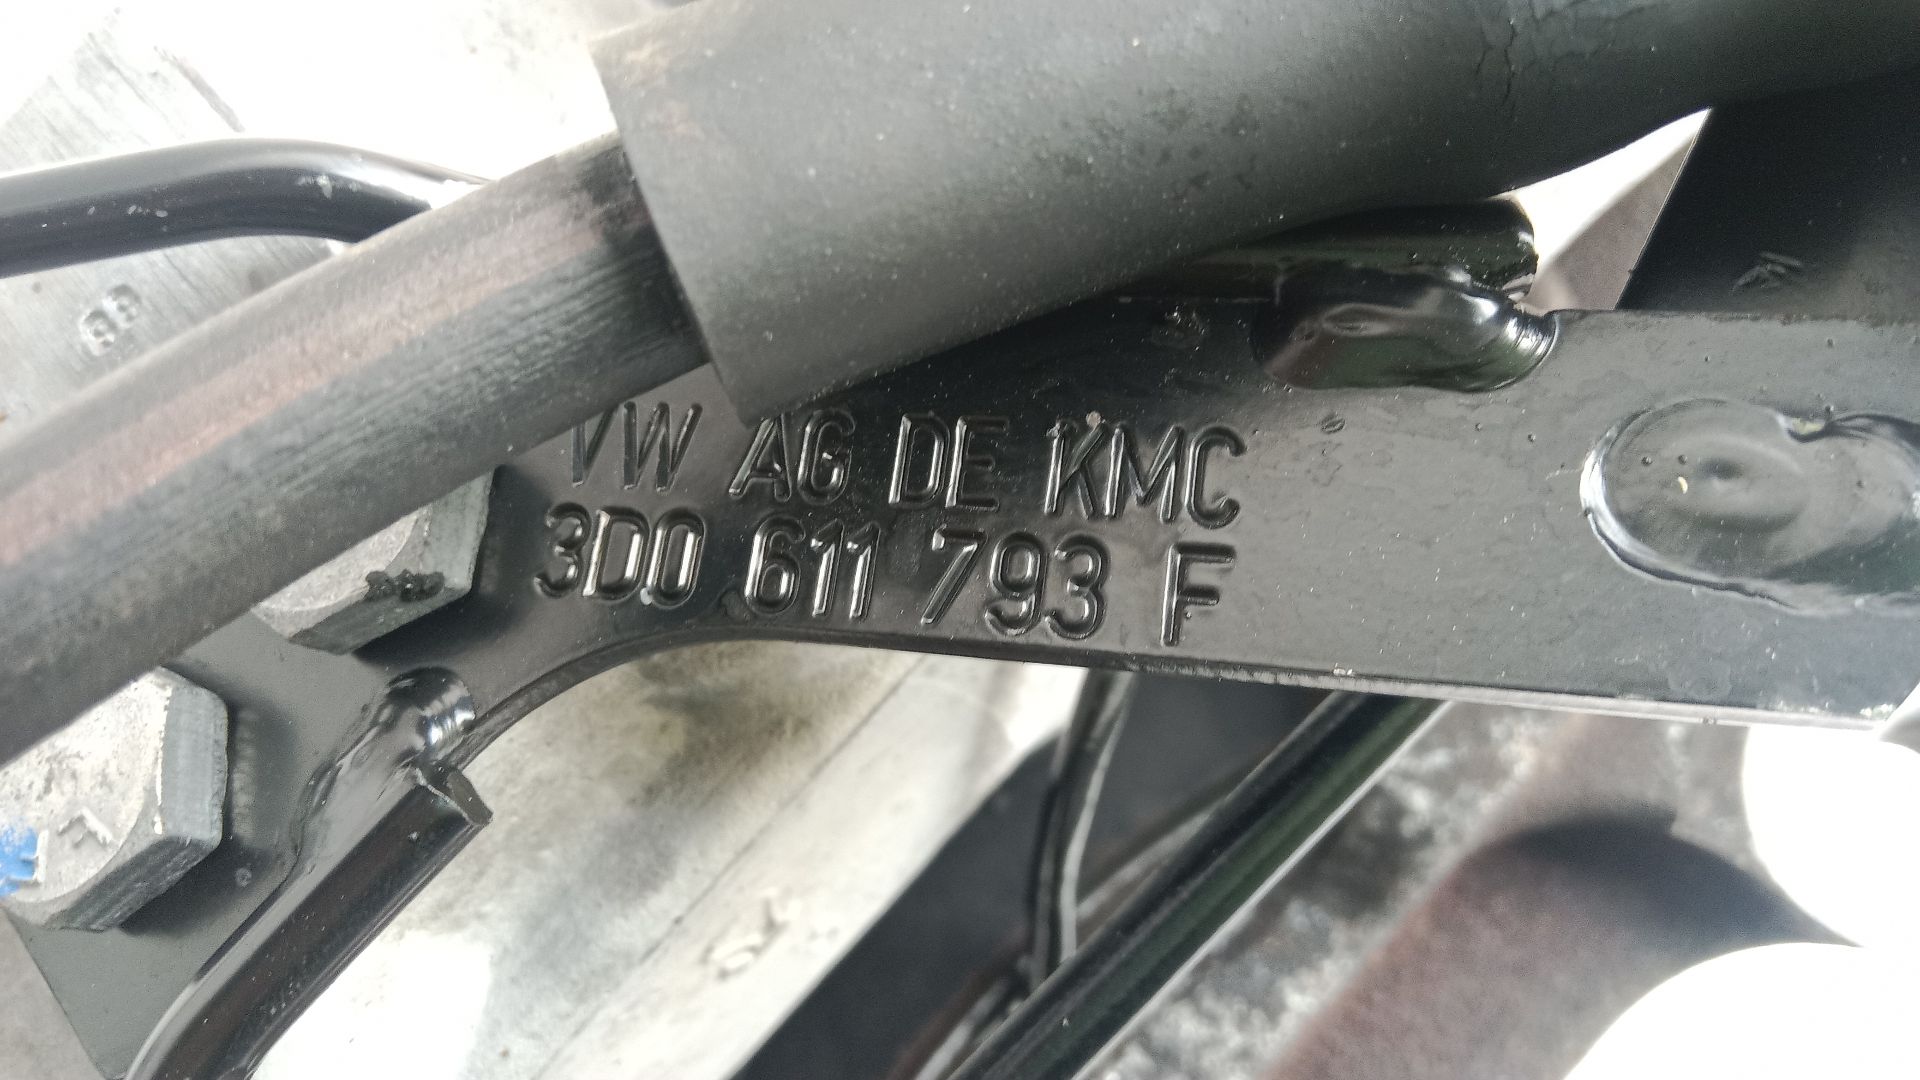 VW AG DE KMC
3D0 611 793 F